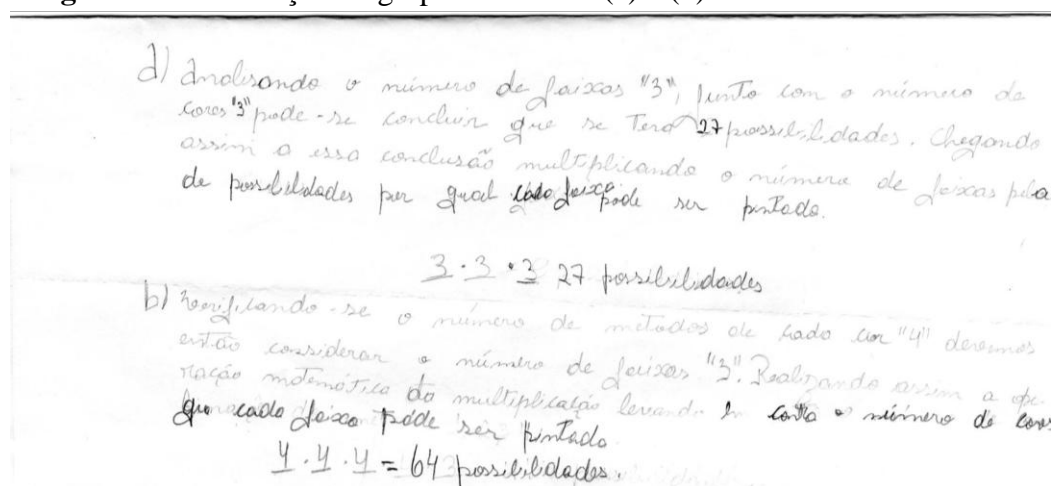 d) Analisando o número de faixas "3", junto com o número de
cores "3" pode-se concluir que se Terá 27 possibilidades. Chegando
assim a essa conclusão multiplicando o número de faixas pela
de possibilidades por qual cada faixa pode ser pintada.
3 . 3 . 3 27 possibilidades
b) Verificando-se o número de métodos de cada cor "4" devemos
então considerar o número de faixas "3". Realizando assim a ope
ração matemática da multiplicação levando em conta o número de cores
que cada faixa pode ser pintada
4 . 4 . 4 = 64 possibilidades.